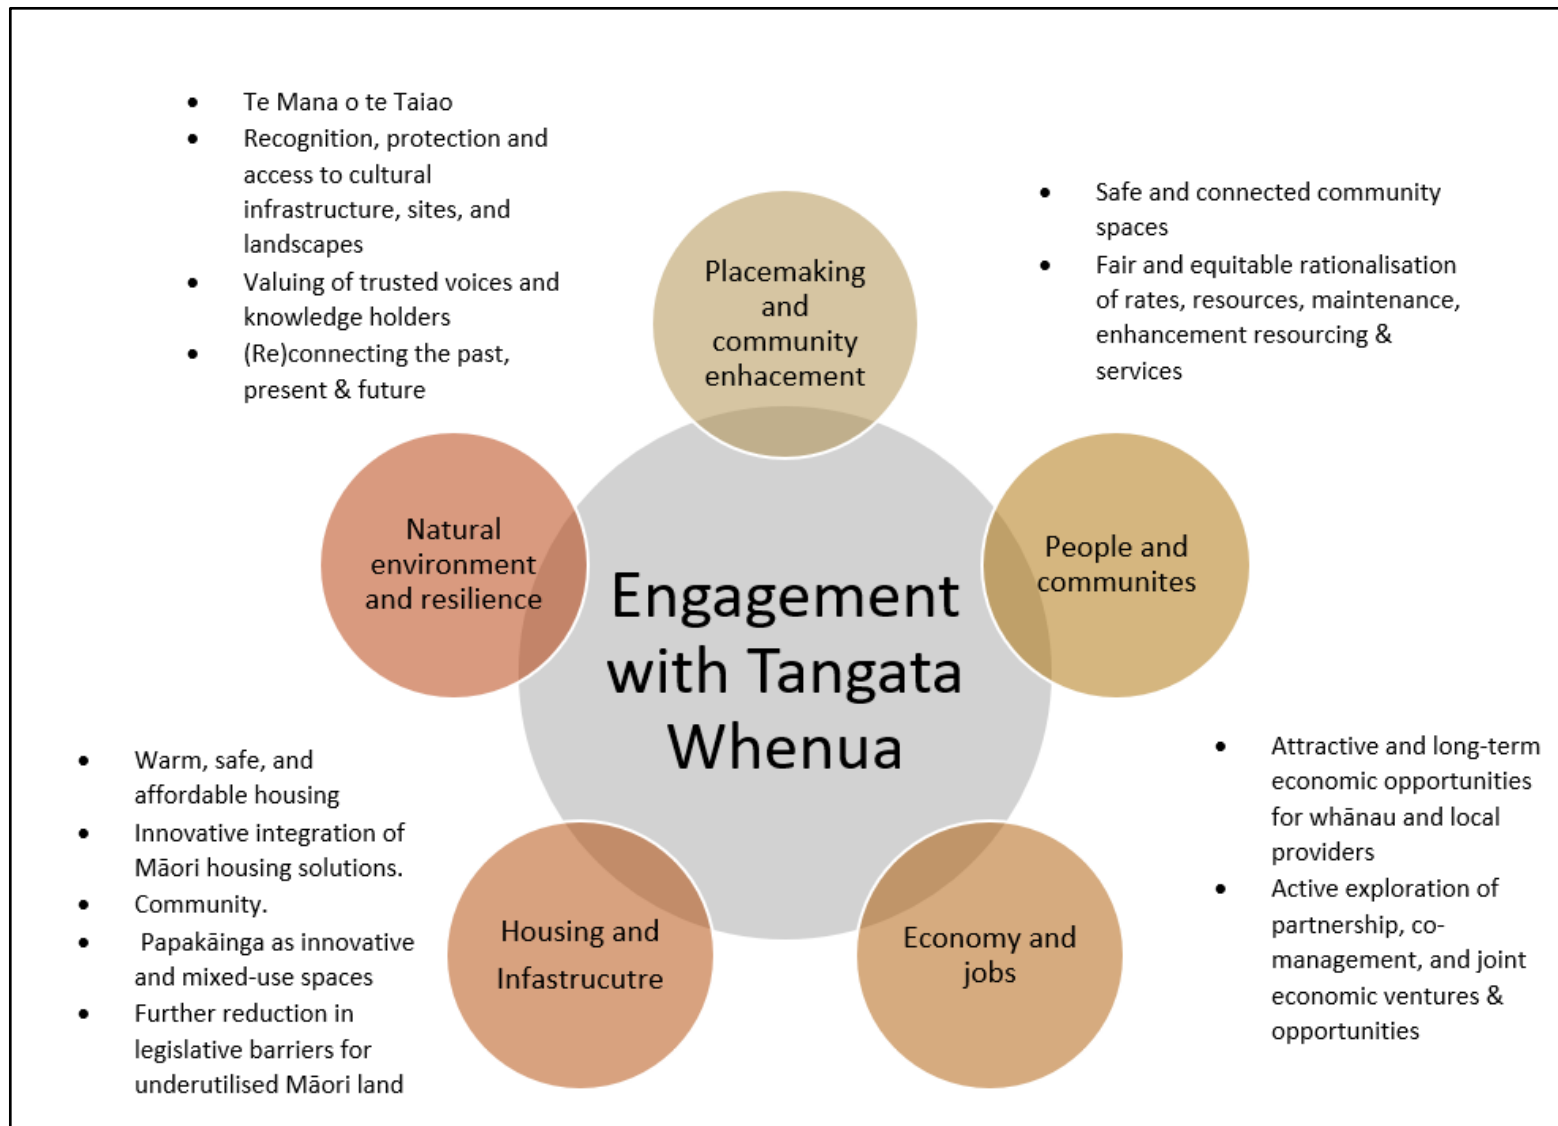 • Te Mana o te Taiao
• Recognition, protection and
access to cultural
infrastructure, sites, and
landscapes
• Valuing of trusted voices and
knowledge holders
• (Re)connecting the past,
present & future
Placemaking
and
community
enhacement
• Safe and connected community
spaces
• Fair and equitable rationalisation
of rates, resources, maintenance,
enhancement resourcing &
services
Natural
environment
and resilience
Engagement
with Tangata
Whenua
People and
communites
• Warm, safe, and
affordable housing
• Innovative integration of
Māori housing solutions.
• Community.
• Papakāinga as innovative
and mixed-use spaces
• Further reduction in
legislative barriers for
underutilised Māori land
Housing and
Infastrucutre
Economy and
jobs
• Attractive and long-term
economic opportunities
for whānau and local
providers
• Active exploration of
partnership, co-
management, and joint
economic ventures &
opportunities